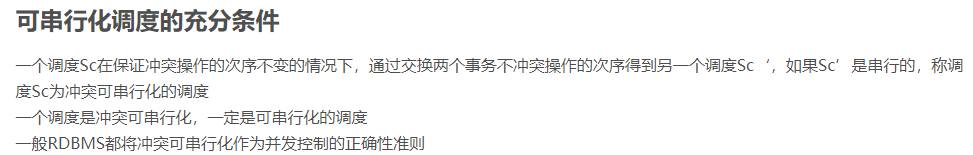 可串行化调度的充分条件
一个调度Sc在保证冲突操作的次序不变的情况下，通过交换两个事务不冲突操作的次序得到另一个调度Sc‘，如果Sc’是串行的，称调
度Sc为冲突可串行化的调度
一个调度是冲突可串行化，一定是可串行化的调度
一般RDBMS都将冲突可串行化作为并发控制的正确性准则